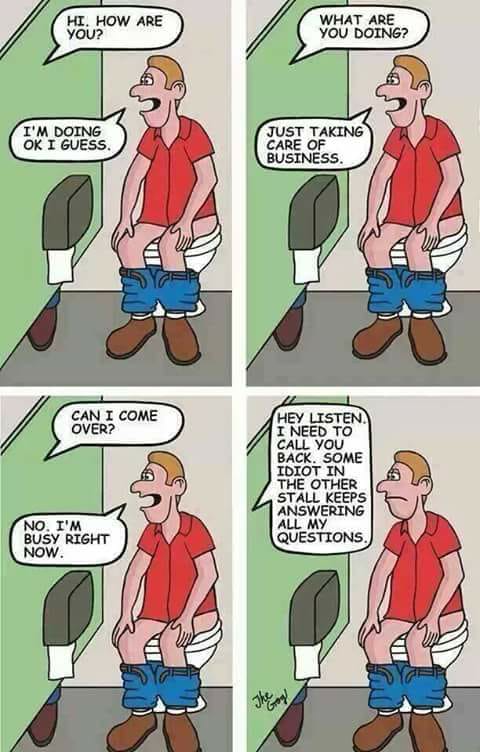 HI. HOW ARE
YOU?
I'M DOING
OK I GUESS.
WHAT ARE
YOU DOING?
JUST TAKING
CARE OF
BUSINESS.
CAN I COME
OVER?
NO. I'M
BUSY RIGHT
NOW.
HEY LISTEN.
I NEED TO
CALL YOU
BACK. SOME
IDIOT IN
THE OTHER
STALL KEEPS
ANSWERING
ALL MY
QUESTIONS.
The